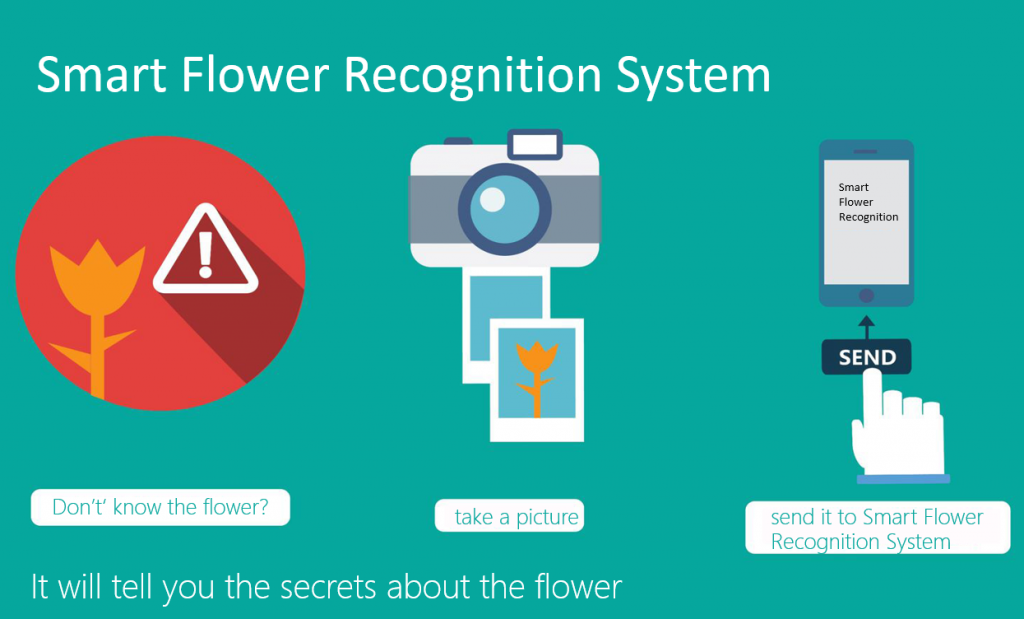 Smart Flower Recognition System
Smart
Flower
Recognition
SEND
Don't‘ know the flower?
take a picture
send it to Smart Flower
Recognition System
It will tell you the secrets about the flower